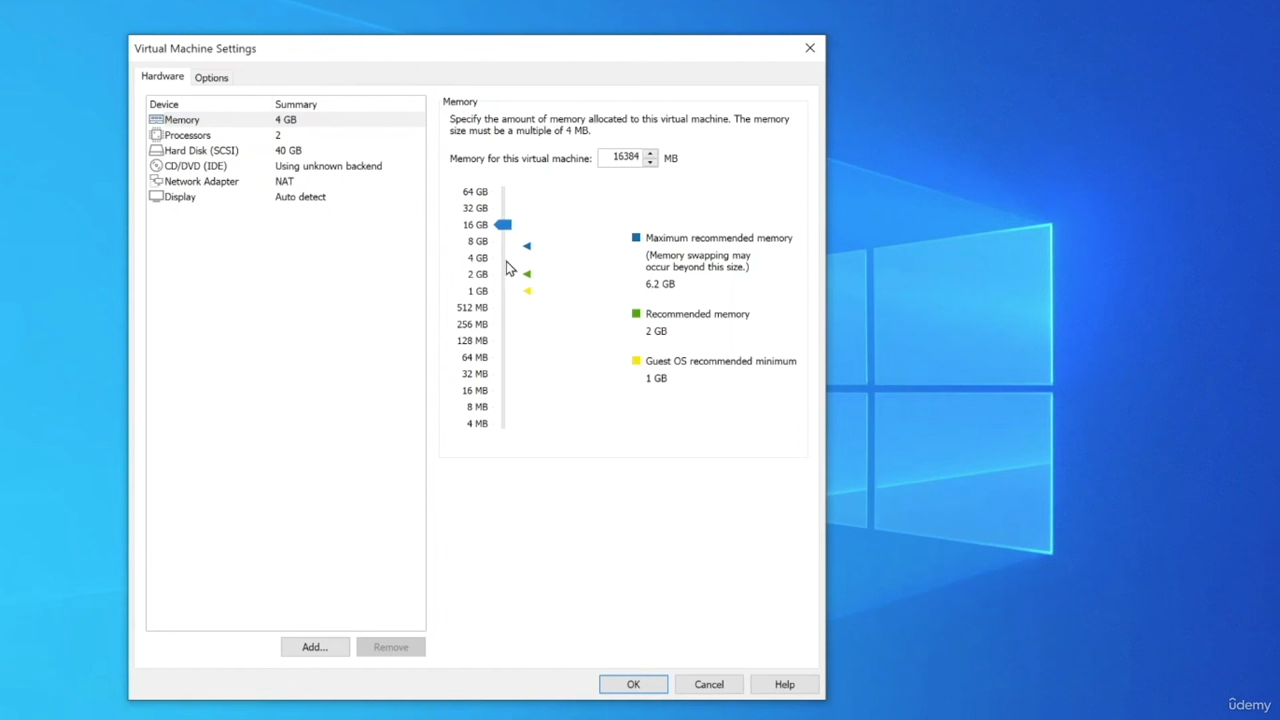 Virtual Machine Settings
Hardware Options
Device Summary
Memory 4 GB
Processors 2
Hard Disk (SCSI) 40 GB
CD/DVD (IDE) Using unknown backend
Network Adapter NAT
Display Auto detect
Add... Remove
Memory
Specify the amount of memory allocated to this virtual machine. The memory
size must be a multiple of 4 MB.
Memory for this virtual machine: 16384 MB
64 GB
32 GB
16 GB
8 GB
4 GB
2 GB
1 GB
512 MB
256 MB
128 MB
64 MB
32 MB
16 MB
8 MB
4 MB
Maximum recommended memory
(Memory swapping may
occur beyond this size.)
6.2 GB
Recommended memory
2 GB
Guest OS recommended minimum
1 GB
OK Cancel Help
ûdemy